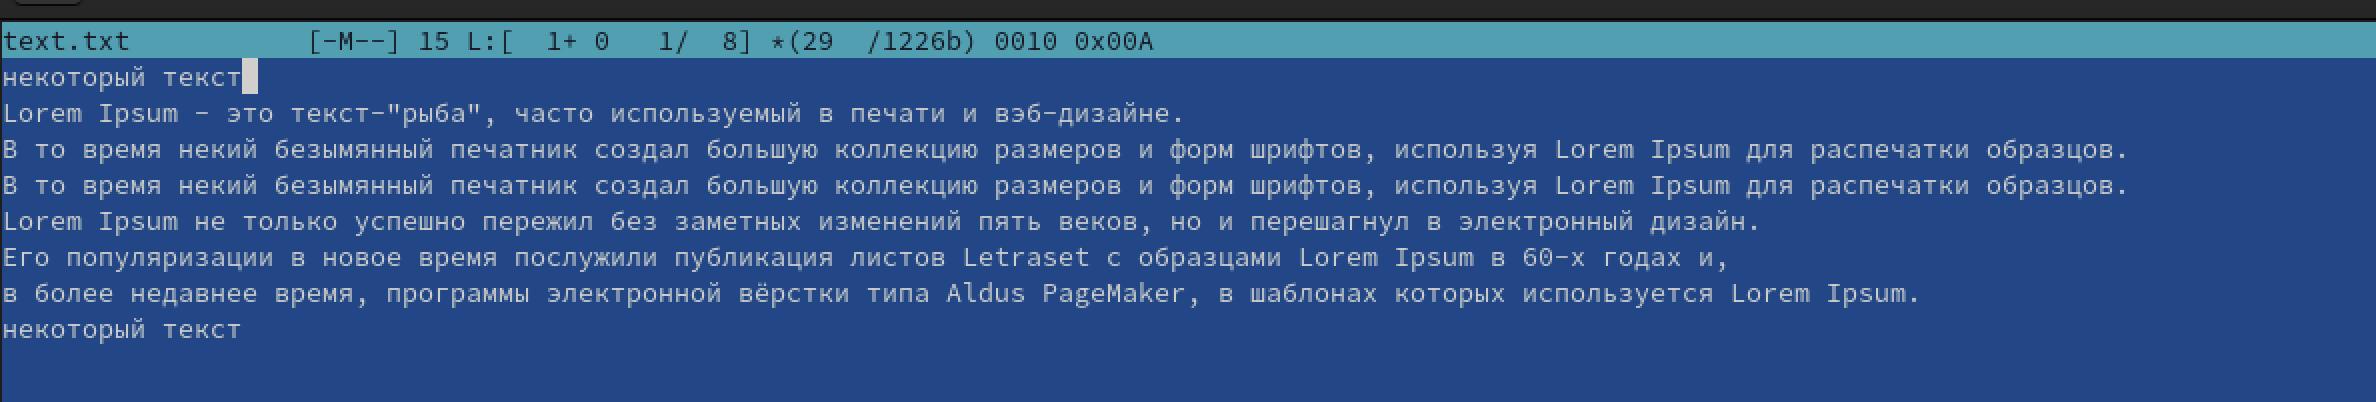 text.txt [-M--] 15 L:[ 1+ 0 1/ 8] *(29 /1226b) 0010 0x00A
некоторый текст
Lorem Ipsum - это текст-"рыба", часто используемый в печати и вэб-дизайне.
В то время некий безымянный печатник создал большую коллекцию размеров и форм шрифтов, используя Lorem Ipsum для распечатки образцов.
В то время некий безымянный печатник создал большую коллекцию размеров и форм шрифтов, используя Lorem Ipsum для распечатки образцов.
Lorem Ipsum не только успешно пережил без заметных изменений пять веков, но и перешагнул в электронный дизайн.
Его популяризации в новое время послужили публикация листов Letraset с образцами Lorem Ipsum в 60-х годах и,
в более недавнее время, программы электронной вёрстки типа Aldus PageMaker, в шаблонах которых используется Lorem Ipsum.
некоторый текст